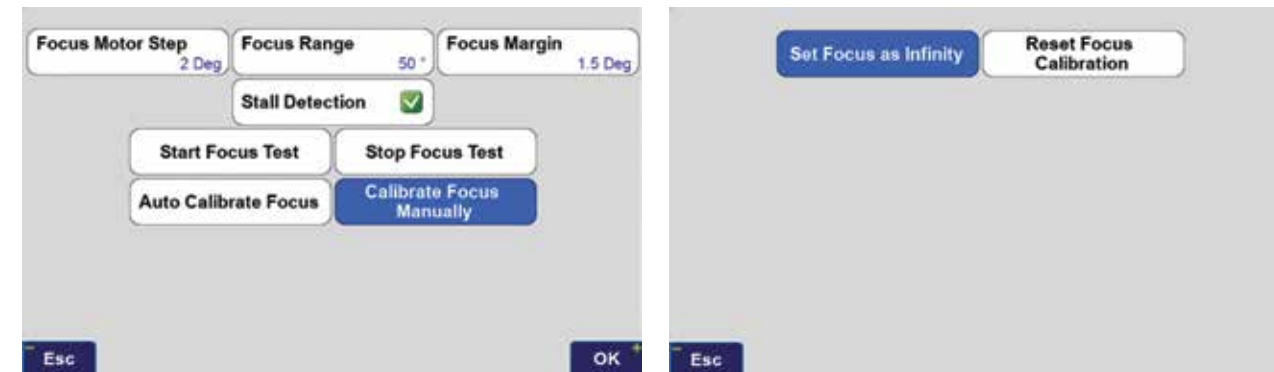 Focus Motor Step
2 Deg
Focus Range
50 °
Focus Margin
1.5 Deg
Stall Detection
Start Focus Test
Stop Focus Test
Auto Calibrate Focus
Calibrate Focus
Manually
- Esc
OK +
Set Focus as Infinity
Reset Focus
Calibration
- Esc